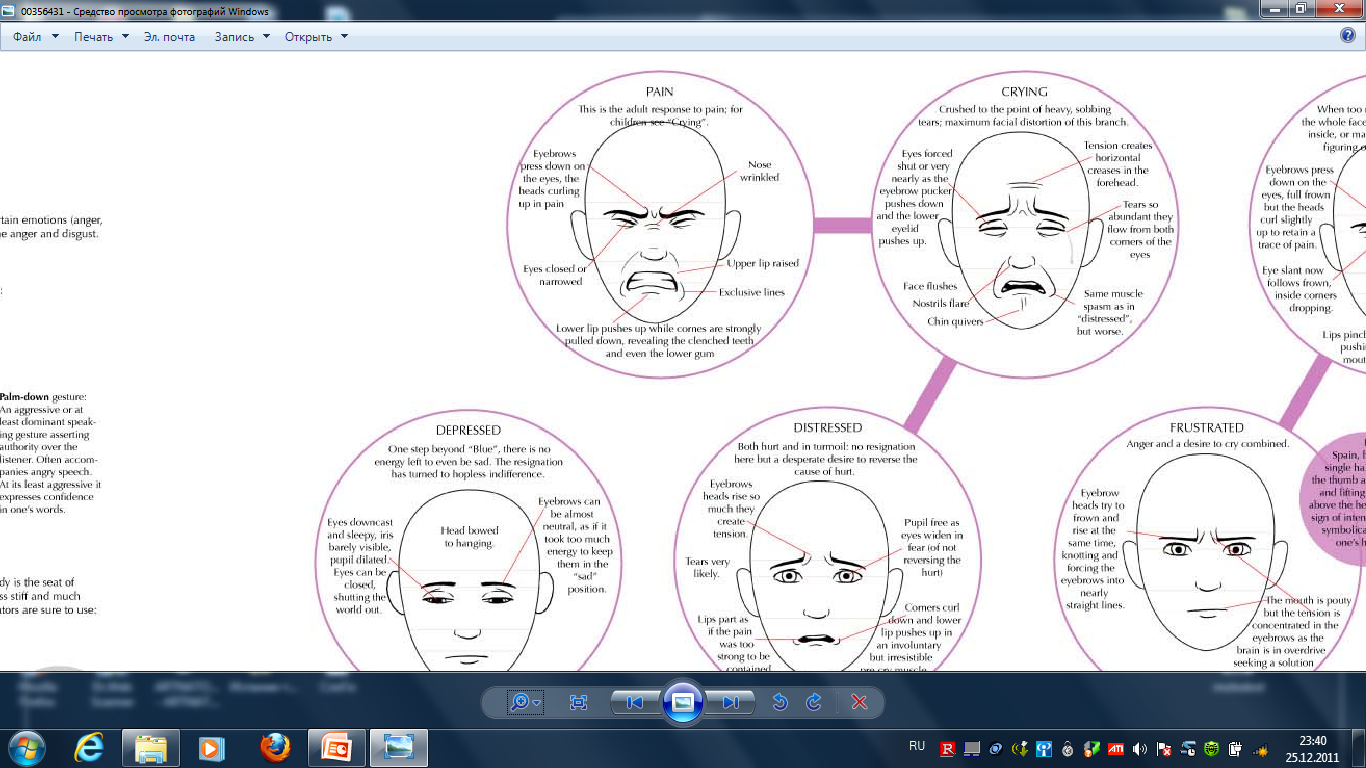 00356431 - Средство просмотра фотографий Windows
Файл Печать Эл. почта Запись Открыть
rtain emotions (anger,
e anger and disgust.
:
Palm-down gesture:
An aggressive or at
least dominant speak-
ing gesture asserting
authority over the
listener. Often accom-
panies angry speech.
At its least aggressive it
expresses confidence
in one's words.
dy is the seat of
ss stiff and much
ators are sure to use:
PAIN
This is the adult response to pain; for
children see "Crying".
Eyebrows
press down on
the eyes, the
heads curling
up in pain
Nose
wrinkled
Eyes closed or
narrowed
Upper lip raised
Exclusive lines
Lower lip pushes up while cornes are strongly
pulled down, revealing the clenched teeth
and even the lower gum
CRYING
Crushed to the point of heavy, sobbing
tears; maximum facial distortion of this branch.
Eyes forced
shut or very
nearly as the
eyebrow pucker
pushes down
and the lower
eyelid
pushes up.
Tension creates
horizontal
creases in the
forehead.
Tears so
abundant they
flow from both
corners of the
eyes
Face flushes
Nostrils flare
Chin quivers
Same muscle
spasm as in
"distressed",
but worse.
When too
the whole face
inside, or ma
figuring o
Eyebrows press
down on the
eyes, full frown
but the heads
curl slightly
up to retain a
trace of pain.
Eye slant now
follows frown,
inside corners
dropping.
Lips pinch
pushi
mout
DEPRESSED
One step beyond "Blue", there is no
energy left to even be sad. The resignation
has turned to hopless indifference.
Eyes downcast
and sleepy, iris
barely visible,
pupil dilated.
Eyes can be
closed,
shutting the
world out.
Head bowed
to hanging.
Eyebrows can
be almost
neutral, as if it
took too much
energy to keep
them in the
"sad"
position.
DISTRESSED
Both hurt and in turmoil: no resignation
here but a desperate desire to reverse the
cause of hurt.
Eyebrows
heads rise so
much they
create
tension.
Tears very
likely.
Pupil free as
eyes widen in
fear (of not
reversing the
hurt)
Lips part as
if the pain
was too
strong to be
contained
Corners curl
down and lower
lip pushes up in
an involuntary
but irresistible
FRUSTRATED
Anger and a desire to cry combined.
Eyebrow
heads try to
frown and
rise at the
same time,
knotting and
forcing the
eyebrows into
nearly
straight lines.
The mouth is pouty
but the tension is
concentrated in the
eyebrows as the
brain is in overdrive
seeking a solution
Spain, I
single ha
the thumb a
and lifting
above the he
sign of inten
symbolica
one's h
RU
23:40
25.12.2011